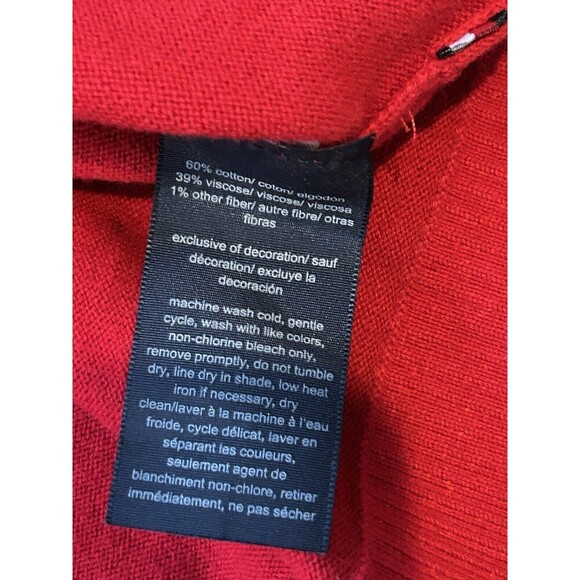 60% cotton/ coton/ algodón
39% viscose/ viscose/ viscosa
1% other fiber/ autre fibre/ otras
fibras
exclusive of decoration/ sauf
décoration/ excluye la
decoración
machine wash cold, gentle
cycle, wash with like colors,
non-chlorine bleach only,
remove promptly, do not tumble
dry, line dry in shade, low heat
iron if necessary, dry
clean/laver à la machine à l'eau
froide, cycle délicat, laver en
séparant les couleurs,
seulement agent de
blanchiment non-chlore, retirer
immédiatement, ne pas sécher